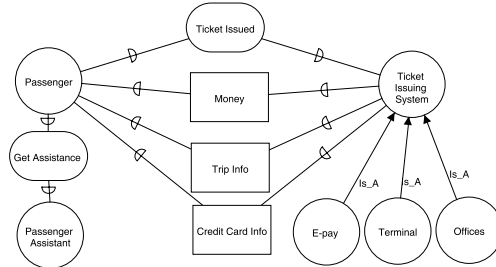 Ticket Issued
Passenger
Ticket
Issuing
System
Money
Get Assistance
Trip Info
Is_A
Is_A
Is_A
Passenger
Assistant
Credit Card Info
E-pay
Terminal
Offices